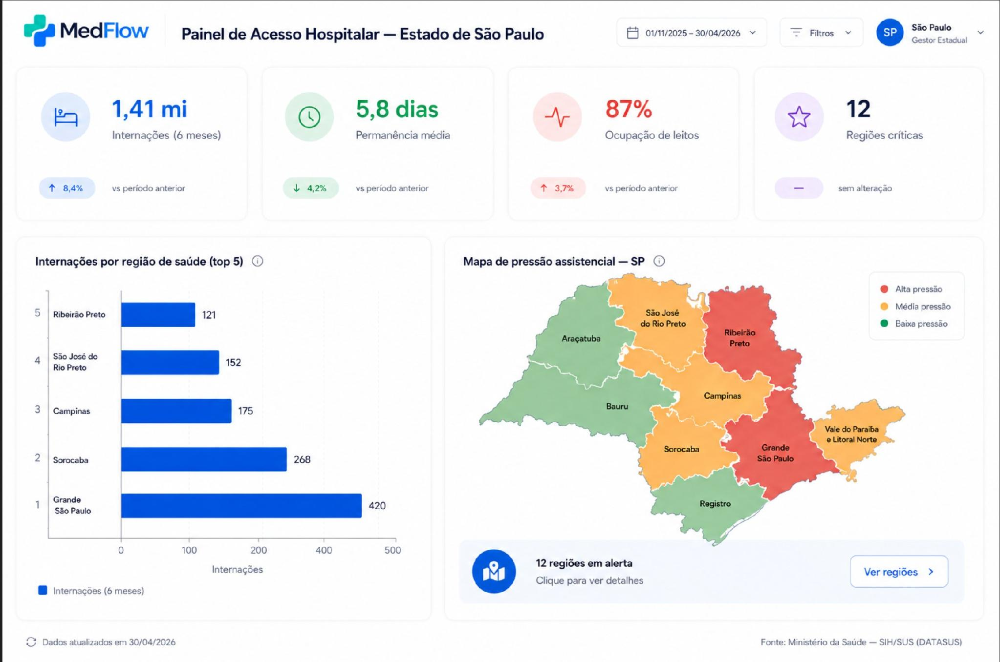 MedFlow
Painel de Acesso Hospitalar — Estado de São Paulo
01/11/2025 – 30/04/2026
Filtros
SP
São Paulo
Gestor Estadual
1,41 mi
Internações (6 meses)
↑ 8,4%
vs período anterior
5,8 dias
Permanência média
↓ 4,2%
vs período anterior
87%
Ocupação de leitos
↑ 3,7%
vs período anterior
12
Regiões críticas
—
sem alteração
Internações por região de saúde (top 5)
5
Ribeirão Preto
121
4
São José do
Rio Preto
152
3
Campinas
175
2
Sorocaba
268
1
Grande
São Paulo
420
0
100
200
400
500
Internações
Internações (6 meses)
Mapa de pressão assistencial — SP
Alta pressão
Média pressão
Baixa pressão
São José
do Rio Preto
Ribeirão
Preto
Araçatuba
Campinas
Bauru
Vale do Paraíba
e Litoral Norte
Sorocaba
Grande
São Paulo
Registro
12 regiões em alerta
Clique para ver detalhes
Ver regiões
Dados atualizados em 30/04/2026
Fonte: Ministério da Saúde — SIH/SUS (DATASUS)